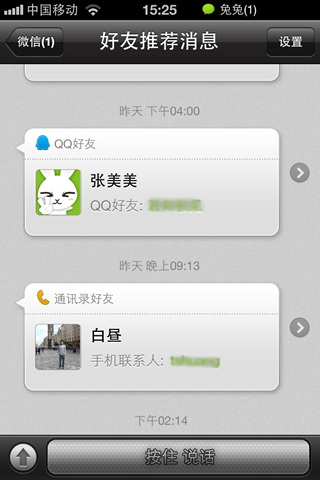 中国移动 15:25 兔兔(1)
微信(1) 好友推荐消息 设置
昨天 下午04:00
QQ好友
张美美
QQ好友:
昨天 晚上09:13
通讯录好友
白昼
手机联系人:
下午02:14
按住 说话